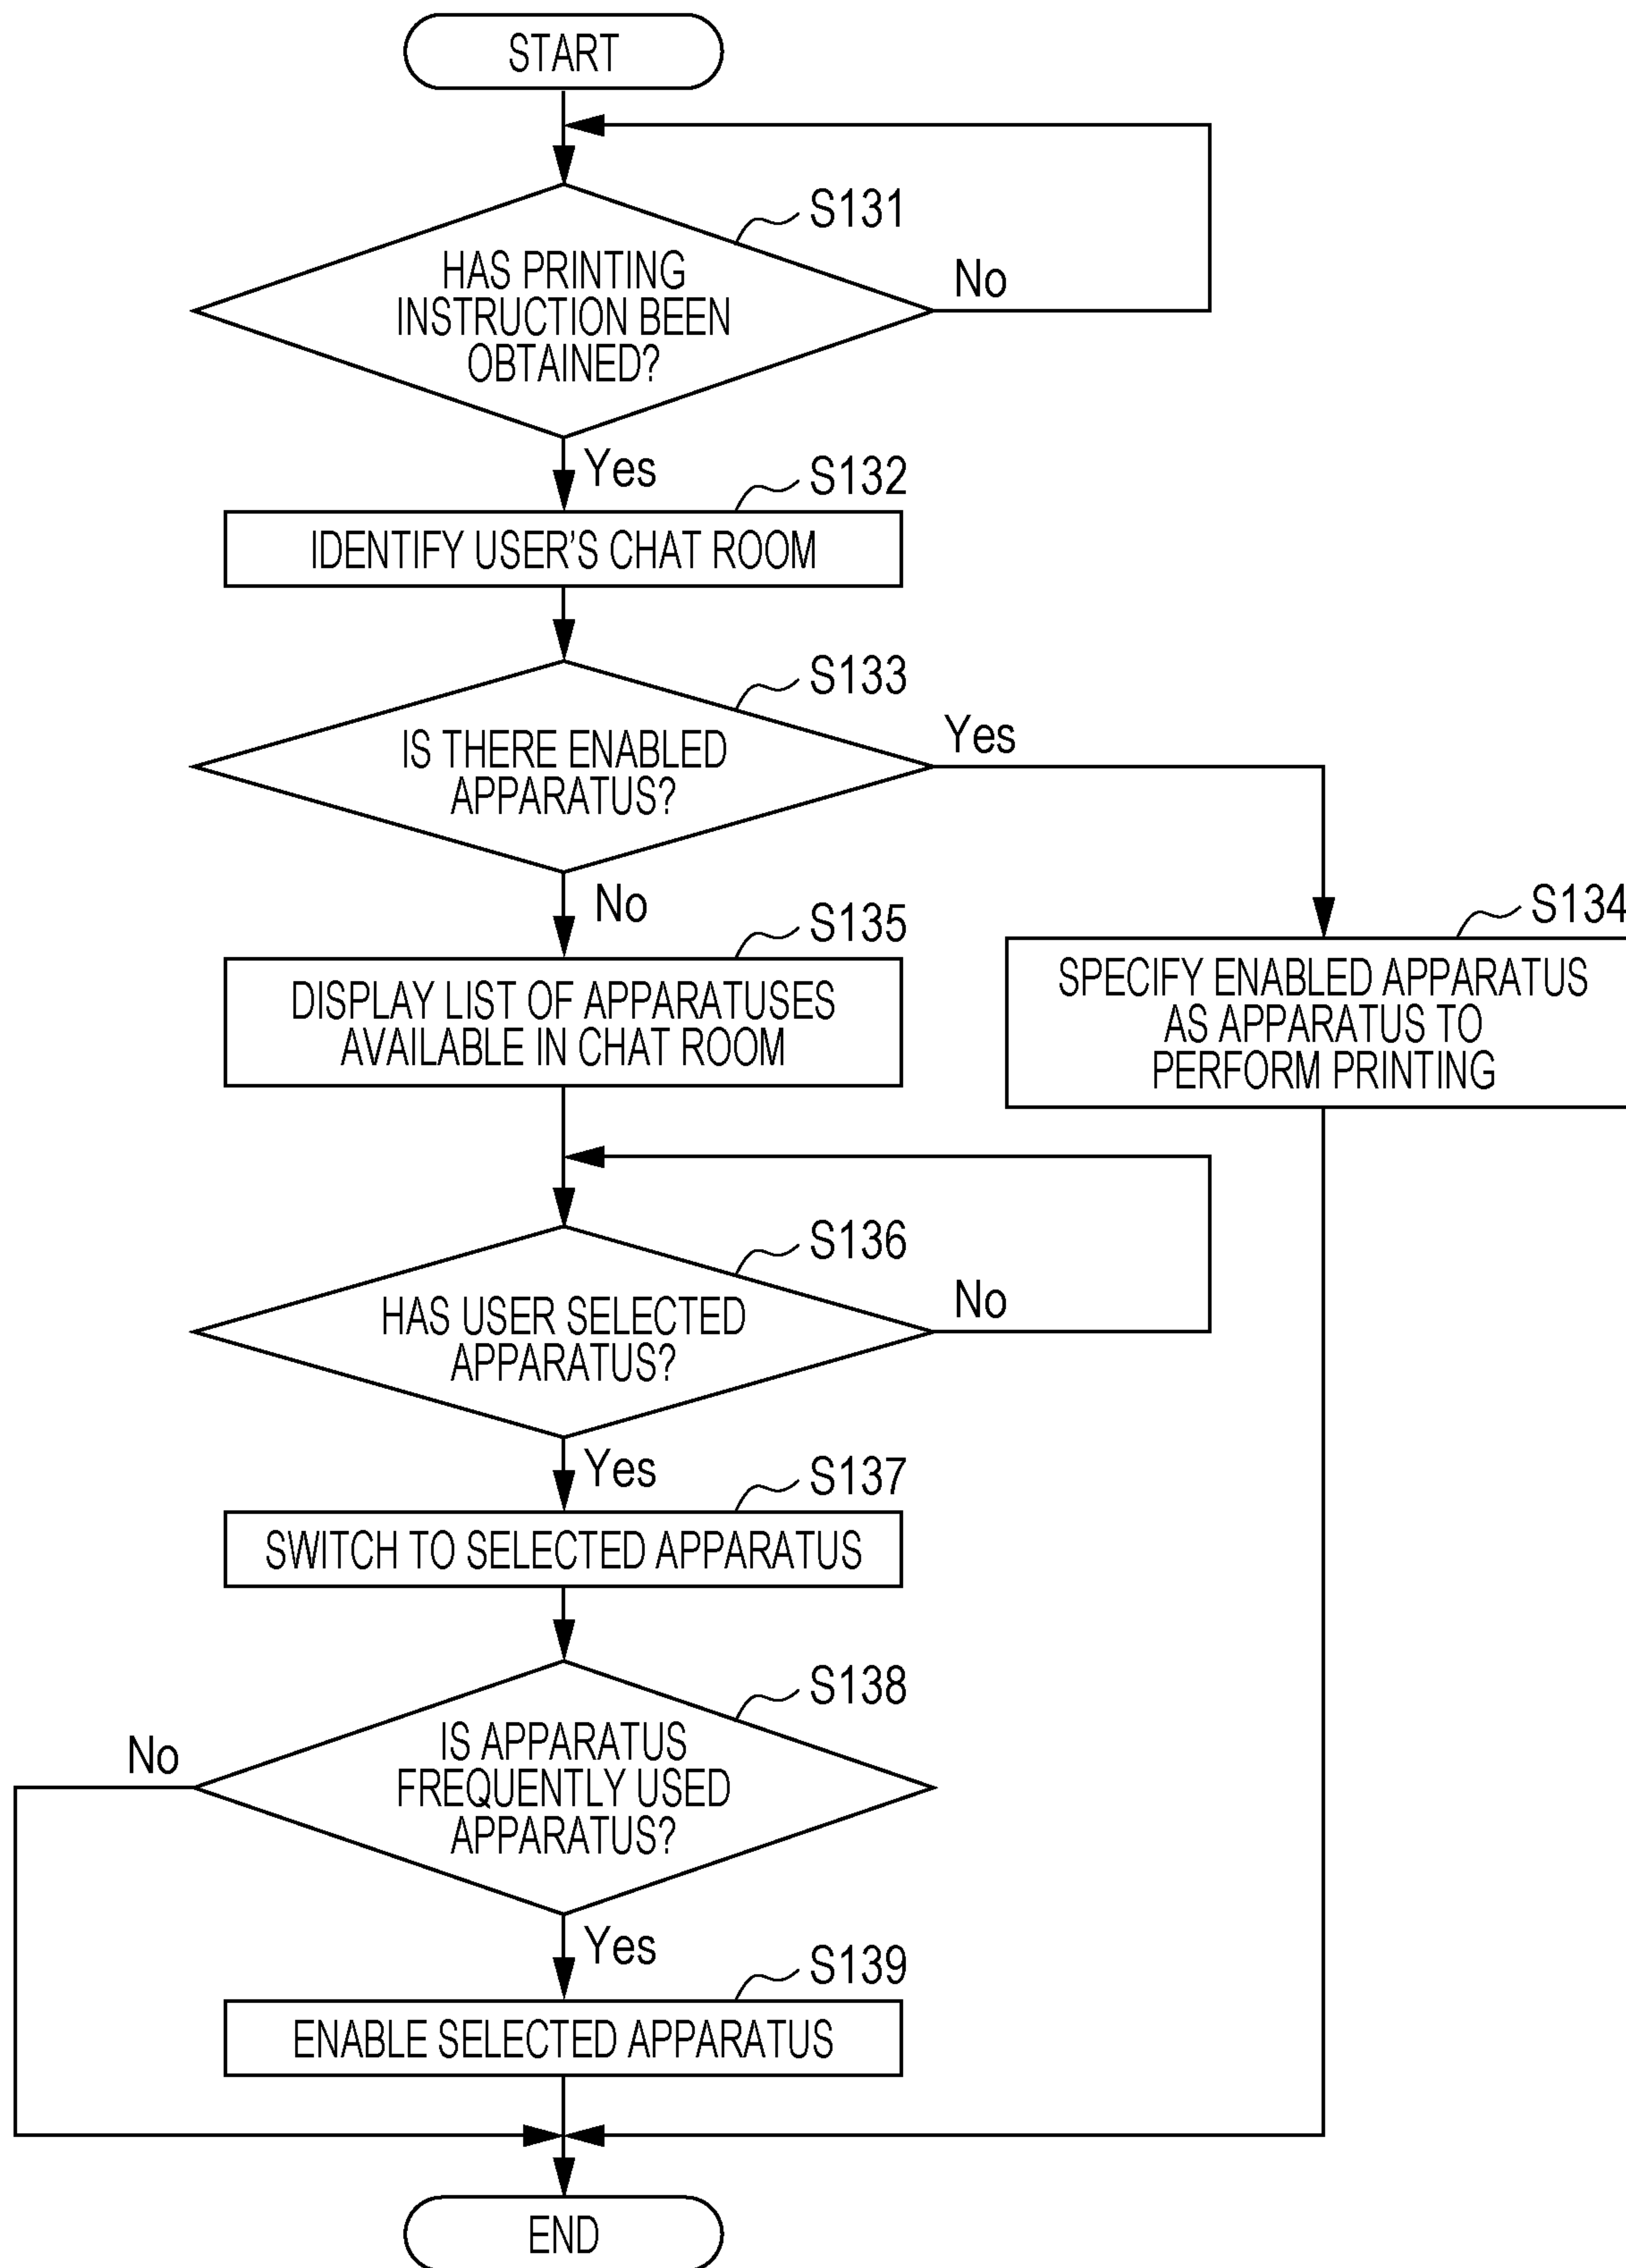 START
S131
HAS PRINTING
INSTRUCTION BEEN
OBTAINED?
No
Yes
S132
IDENTIFY USER'S CHAT ROOM
S133
IS THERE ENABLED
APPARATUS?
Yes
No
S134
SPECIFY ENABLED APPARATUS
AS APPARATUS TO
PERFORM PRINTING
S135
DISPLAY LIST OF APPARATUSES
AVAILABLE IN CHAT ROOM
S136
HAS USER SELECTED
APPARATUS?
No
Yes
S137
SWITCH TO SELECTED APPARATUS
S138
IS APPARATUS
FREQUENTLY USED
APPARATUS?
No
Yes
S139
ENABLE SELECTED APPARATUS
END